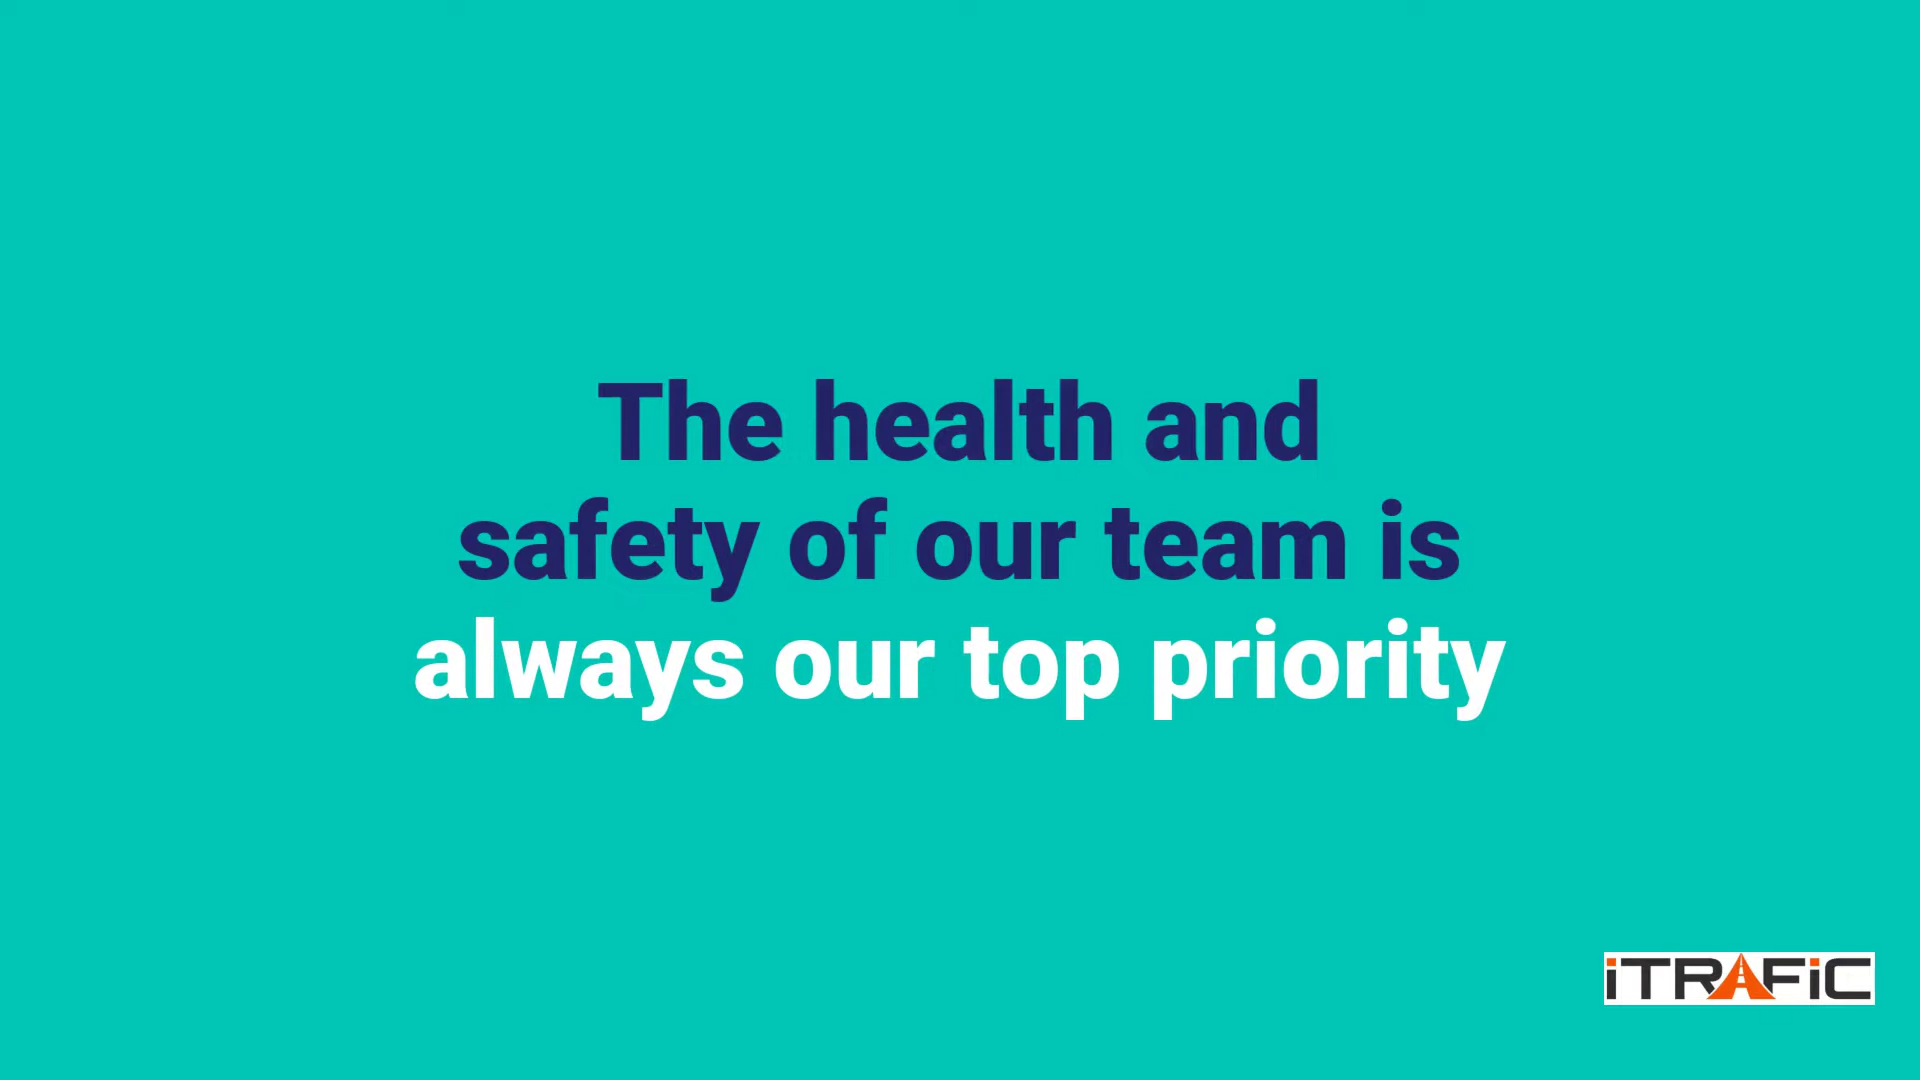 The health and
safety of our team is
always our top priority
iTRAFiC